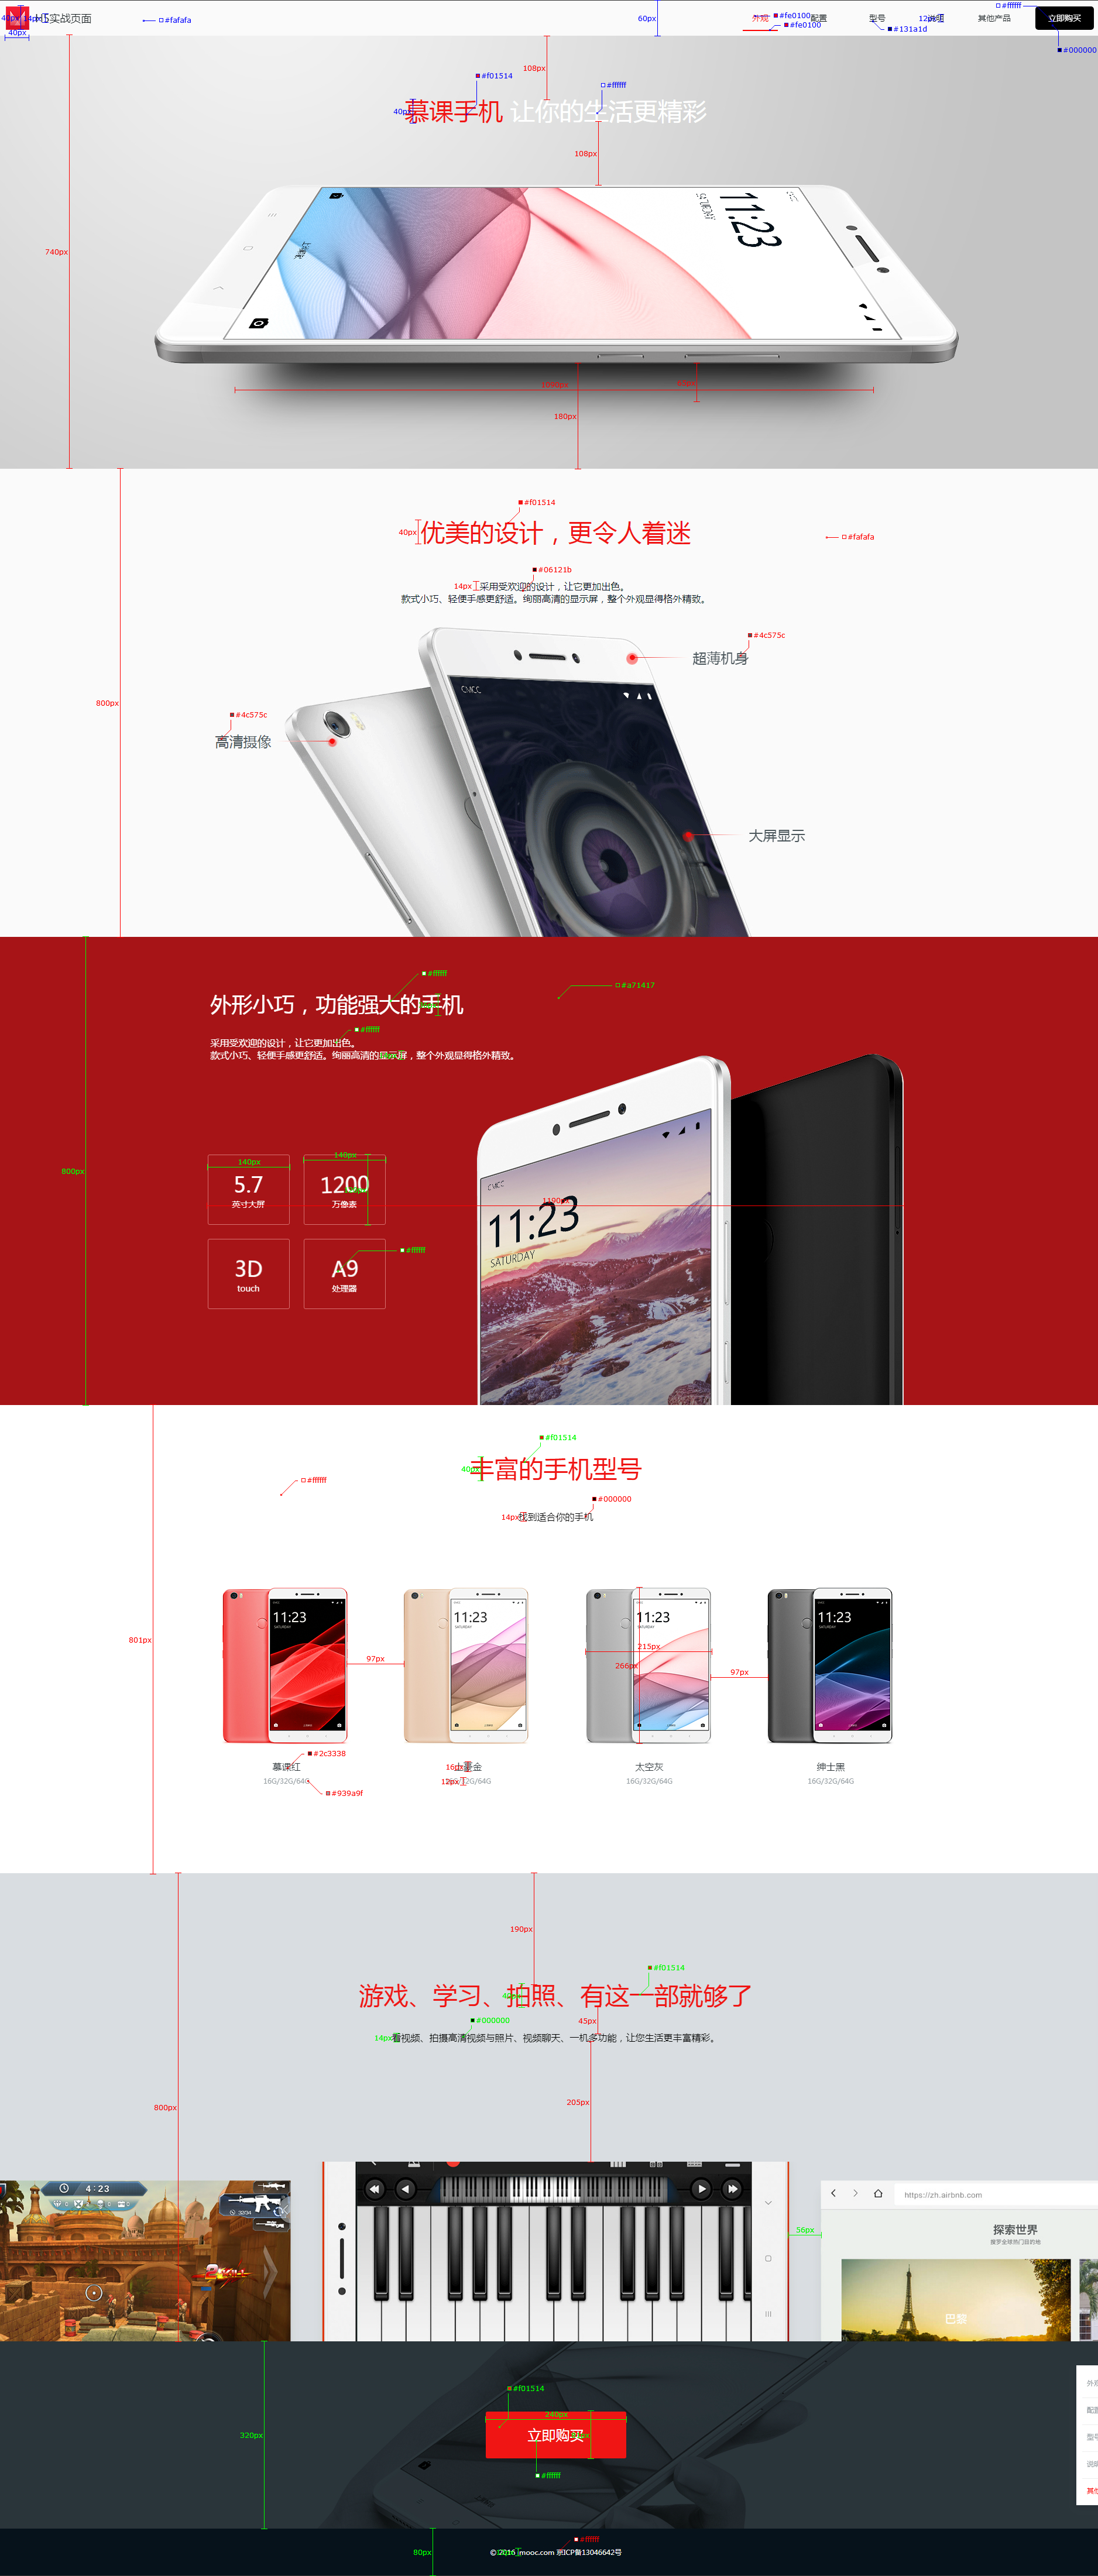 H5实战页面
外观
配置
型号
说明
其他产品
立即购买
40px
14px
40px
#fafafa
60px
#fe0100
#fe0100
12px
#131a1d
#ffffff
#000000
108px
#f01514
#ffffff
40px
慕课手机 让你的生活更精彩
108px
740px
11:23
180px
#f01514
40px
优美的设计，更令人着迷
#fafafa
#06121b
14px
采用受欢迎的设计，让它更加出色。
款式小巧、轻便手感更舒适。绚丽高清的显示屏，整个外观显得格外精致。
#4c575c
超薄机身
CMCC
800px
#4c575c
高清摄像
大屏显示
#ffffff
#a71417
外形小巧，功能强大的手机
#ffffff
采用受欢迎的设计，让它更加出色。
款式小巧、轻便手感更舒适。绚丽高清的显示屏，整个外观显得格外精致。
140px
140px
800px
5.7
英寸大屏
1200
万像素
CMCC
11:23
SATURDAY
1190px
#ffffff
3D
touch
A9
处理器
#f01514
40px
丰富的手机型号
#ffffff
#000000
14px
找到适合你的手机
11:23
SATURDAY
11:23
SATURDAY
11:23
SATURDAY
11:23
SATURDAY
801px
97px
215px
266px
97px
#2c3338
慕课红
16px
太空灰
绅士黑
16G/32G/64G
12px
16G/32G/64G
16G/32G/64G
#939a9f
190px
#f01514
游戏、学习、拍照、有这一部就够了
45px
#000000
14px
看视频、拍摄高清视频与照片、视频聊天、一机多功能，让您生活更丰富精彩。
205px
800px
4:23
https://zh.airbnb.com
56px
探索世界
巴黎
#f01514
240px
立即购买
320px
#ffffff
外观
配置
型号
说明
其他
#ffffff
80px
© 2016 imooc.com 京ICP备13046642号